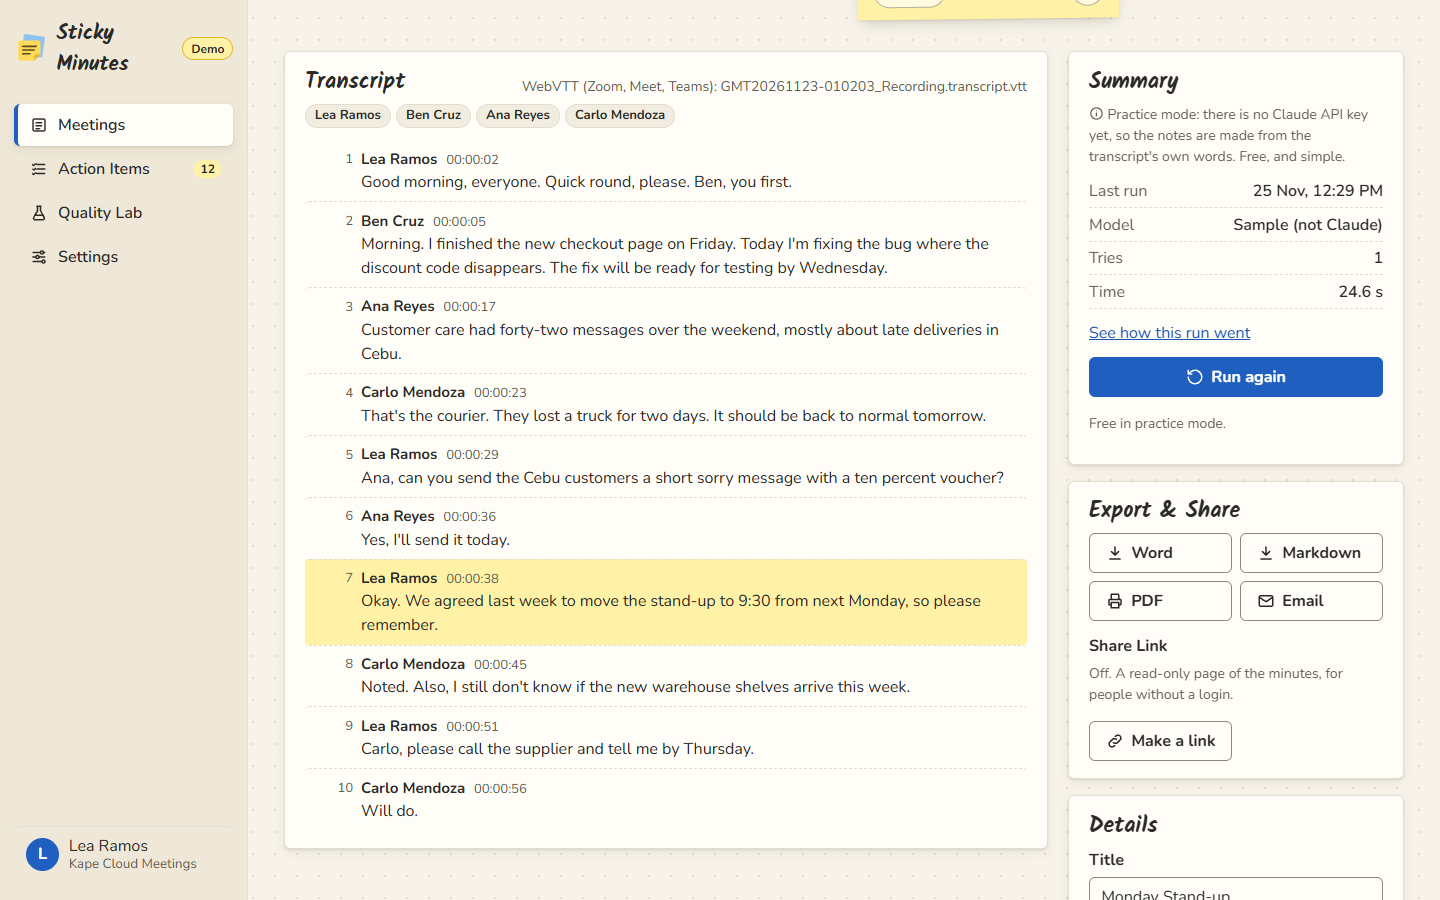 Sticky
Minutes
Demo
Meetings
Action Items 12
Quality Lab
Settings
Lea Ramos
Kape Cloud Meetings
L
Transcript
WebVTT (Zoom, Meet, Teams): GMT20261123-010203_Recording.transcript.vtt
Lea Ramos Ben Cruz Ana Reyes Carlo Mendoza
1 Lea Ramos 00:00:02
Good morning, everyone. Quick round, please. Ben, you first.
2 Ben Cruz 00:00:05
Morning. I finished the new checkout page on Friday. Today I'm fixing the bug where the
discount code disappears. The fix will be ready for testing by Wednesday.
3 Ana Reyes 00:00:17
Customer care had forty-two messages over the weekend, mostly about late deliveries in
Cebu.
4 Carlo Mendoza 00:00:23
That's the courier. They lost a truck for two days. It should be back to normal tomorrow.
5 Lea Ramos 00:00:29
Ana, can you send the Cebu customers a short sorry message with a ten percent voucher?
6 Ana Reyes 00:00:36
Yes, I'll send it today.
7 Lea Ramos 00:00:38
Okay. We agreed last week to move the stand-up to 9:30 from next Monday, so please
remember.
8 Carlo Mendoza 00:00:45
Noted. Also, I still don't know if the new warehouse shelves arrive this week.
9 Lea Ramos 00:00:51
Carlo, please call the supplier and tell me by Thursday.
10 Carlo Mendoza 00:00:56
Will do.
Summary
Practice mode: there is no Claude API key
yet, so the notes are made from the
transcript's own words. Free, and simple.
Last run 25 Nov, 12:29 PM
Model Sample (not Claude)
Tries 1
Time 24.6 s
See how this run went
Run again
Free in practice mode.
Export & Share
Word Markdown
PDF Email
Share Link
Off. A read-only page of the minutes, for
people without a login.
Make a link
Details
Title
Monday Stand-up